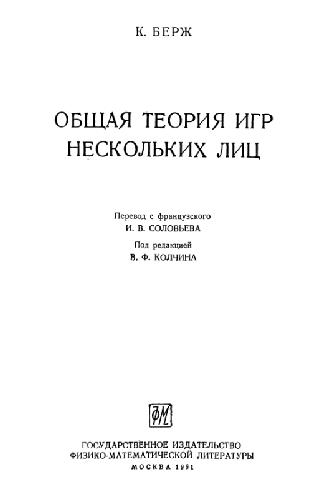 К. БЕРЖ
ОБЩАЯ ТЕОРИЯ ИГР
НЕСКОЛЬКИХ ЛИЦ
Перевод с французского
И. В. СОЛОВЬЕВА
Под редакцией
В. Ф. КОЛЧИНА
ФМ
ГОСУДАРСТВЕННОЕ ИЗДАТЕЛЬСТВО
ФИЗИКО-МАТЕМАТИЧЕСКОЙ ЛИТЕРАТУРЫ
МОСКВА 1961